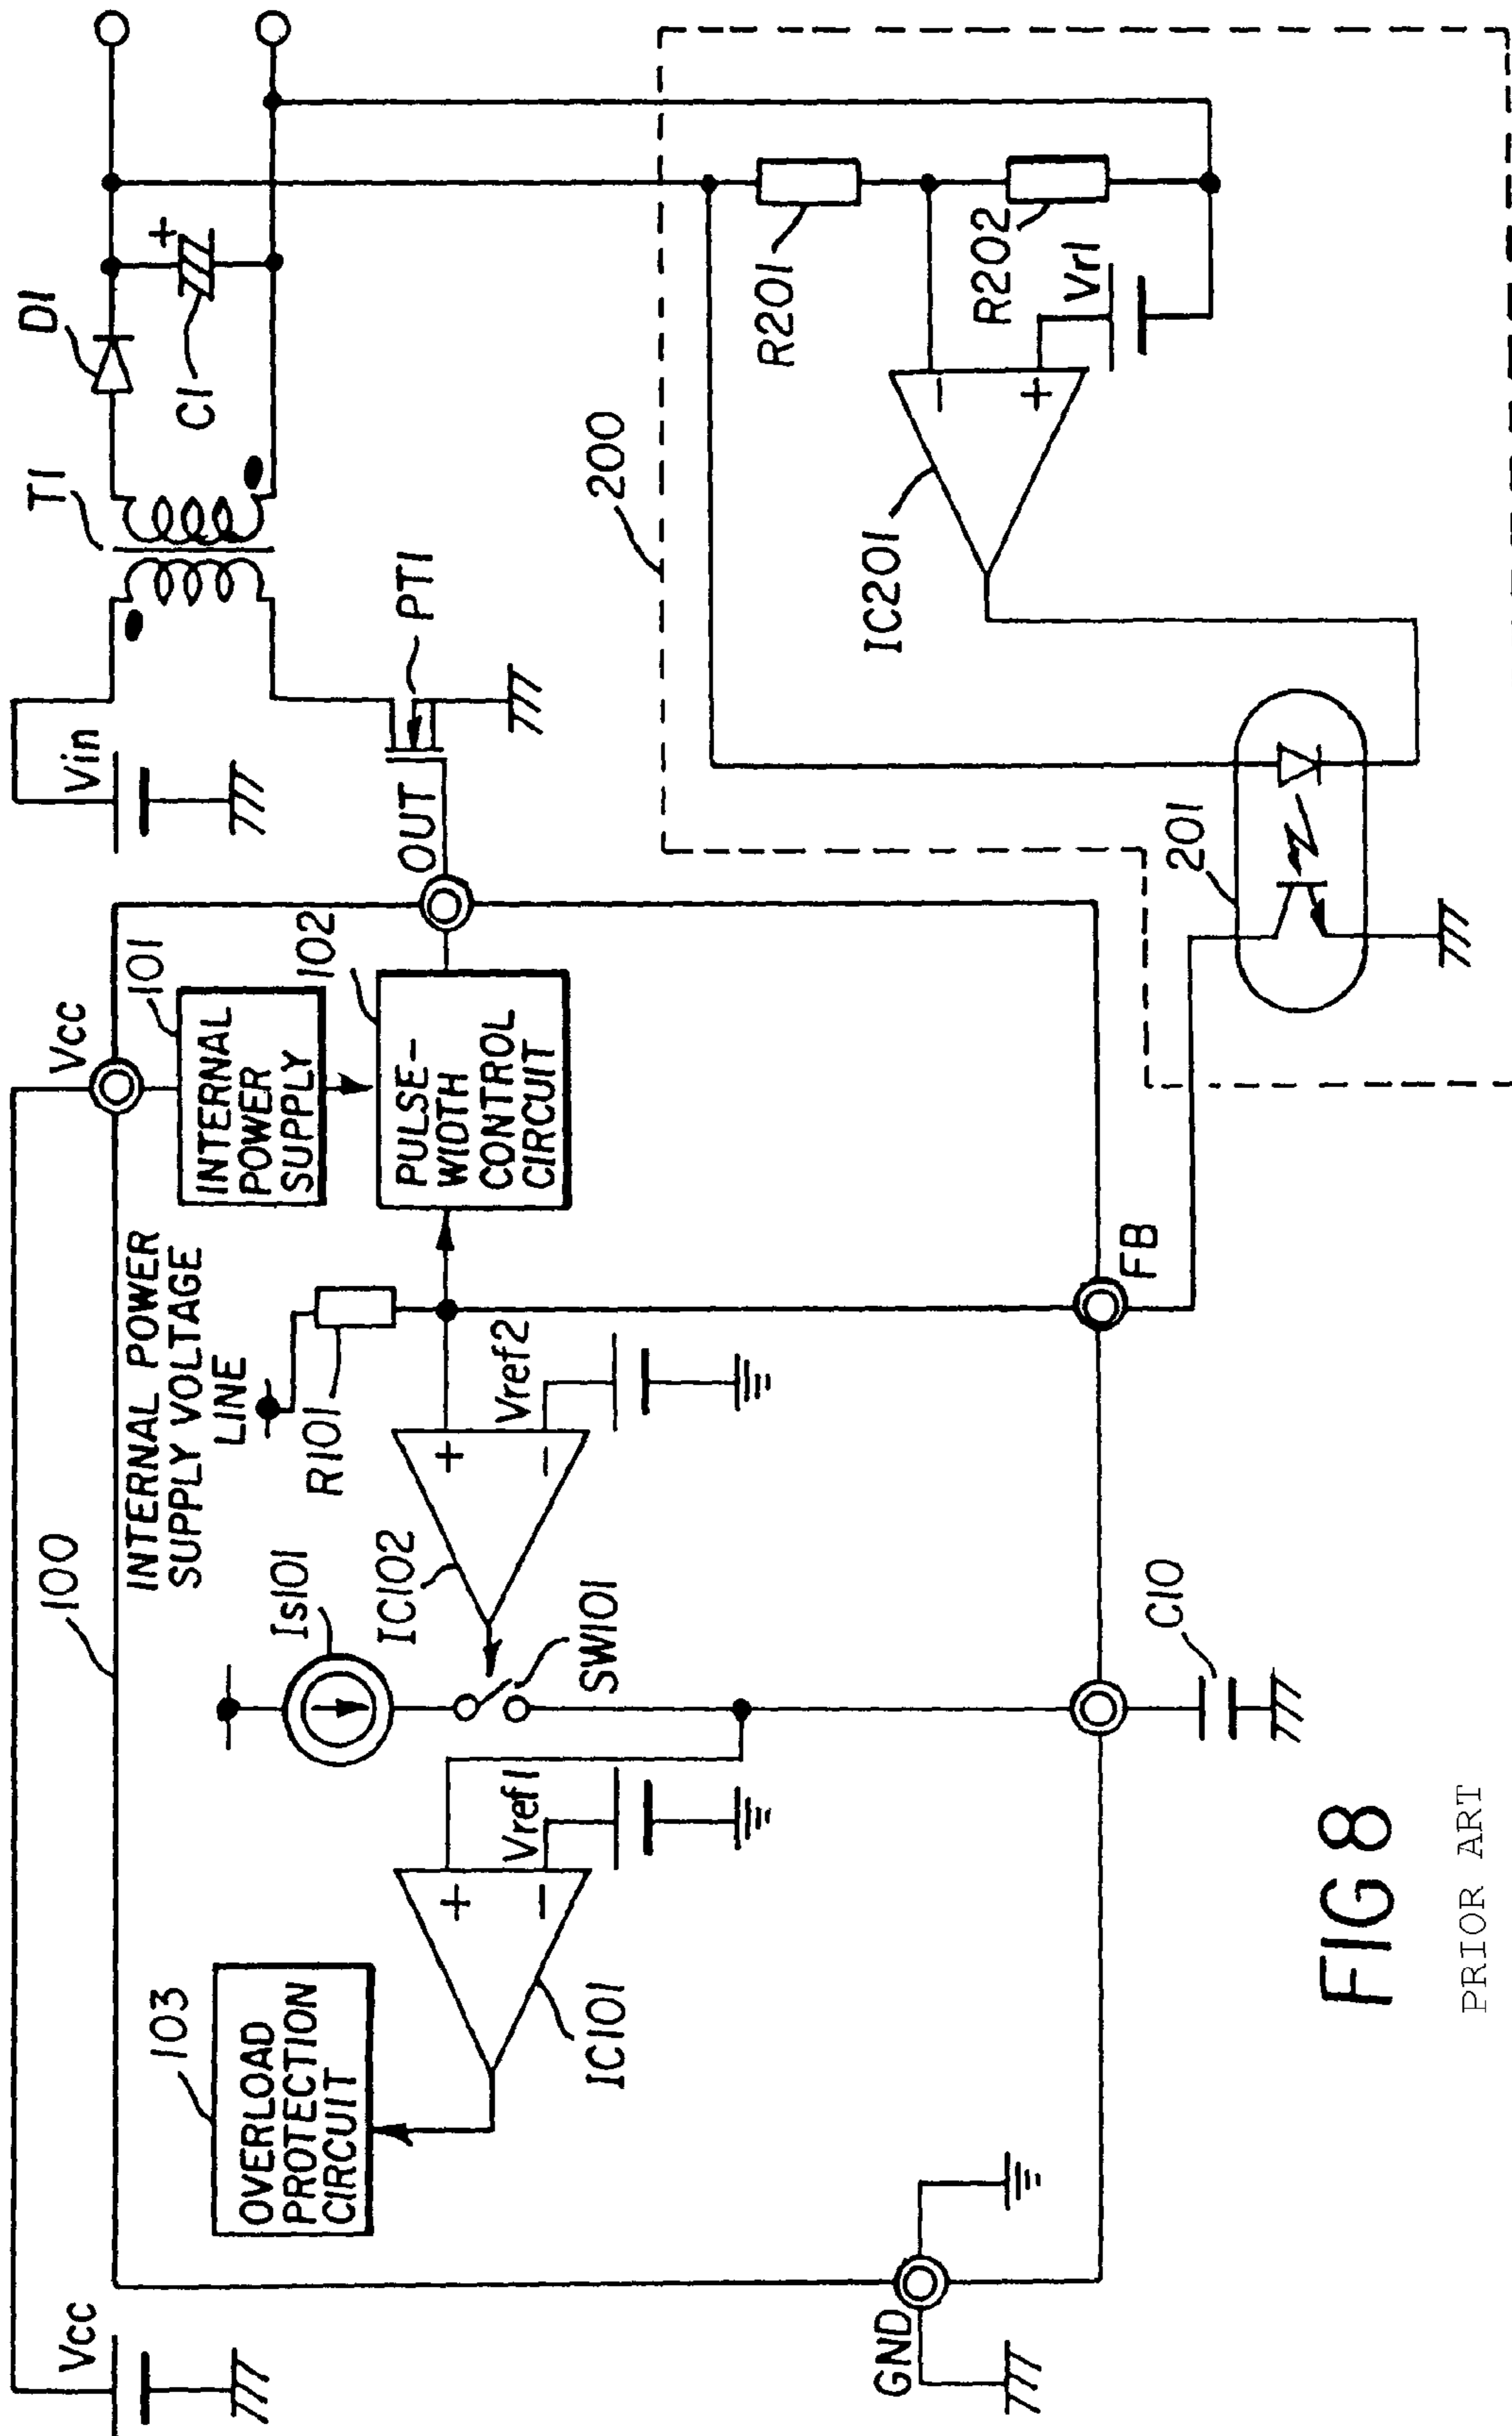 Vcc
100
INTERNAL POWER
SUPPLY VOLTAGE
LINE
Vcc
101
INTERNAL
POWER
SUPPLY
102
PULSE-
WIDTH
CONTROL
CIRCUIT
OUT
Vin
T1
D1
+
C1
PT1
103
OVERLOAD
PROTECTION
CIRCUIT
Is101
R101
IC102
+
Vref2
-
SW101
Vref1
+
-
IC101
GND
C10
FB
200
R201
R202
Vr1
-
+
IC201
201
FIG 8
PRIOR ART